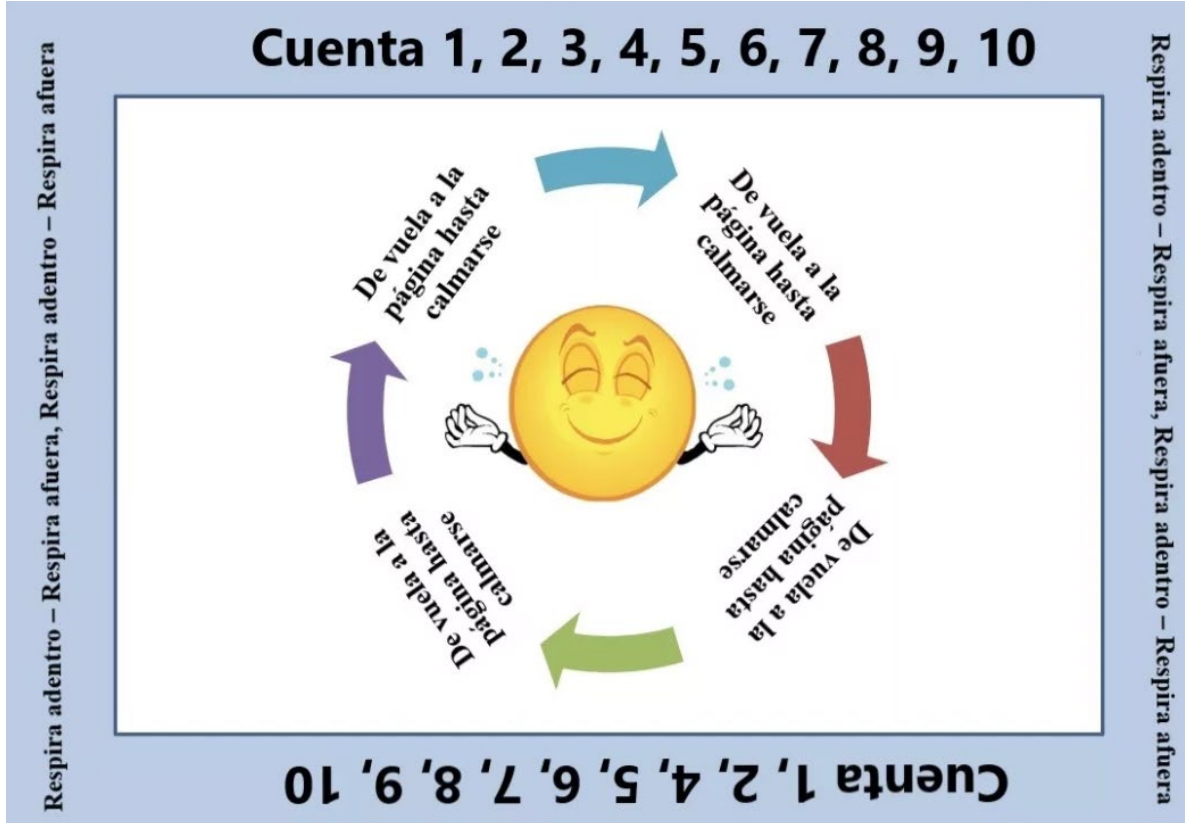 Cuenta 1, 2, 3, 4, 5, 6, 7, 8, 9, 10
Respira adentro – Respira afuera, Respira adentro – Respira afuera
De vuela a la
página hasta
calmarse
De vuela a la
página hasta
calmarse
De vuela a la
página hasta
calmarse
De vuela a la
página hasta
calmarse
Respira adentro – Respira afuera, Respira adentro – Respira afuera
Cuenta 1, 2, 4, 5, 6, 7, 8, 9, 10